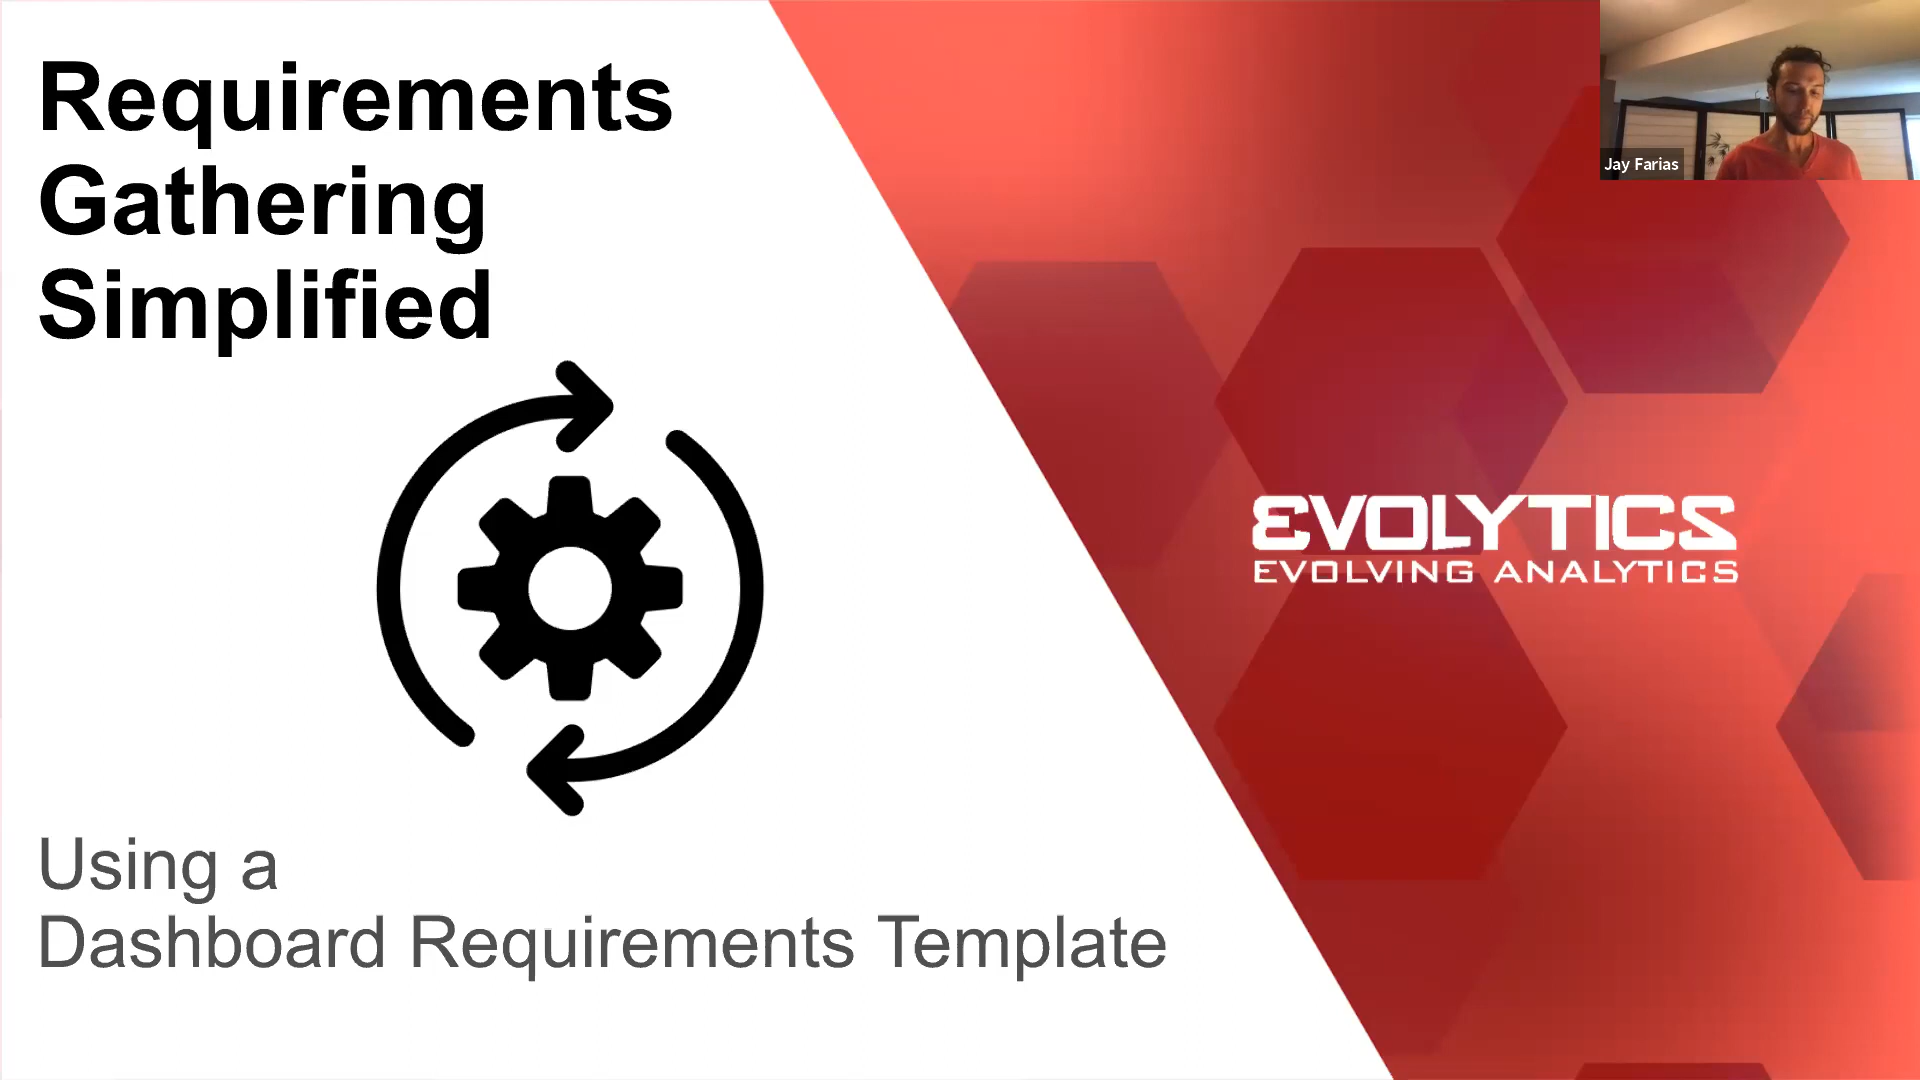 Requirements
Gathering
Simplified
Using a
Dashboard Requirements Template
EVOLYTICS
EVOLVING ANALYTICS
Jay Farias